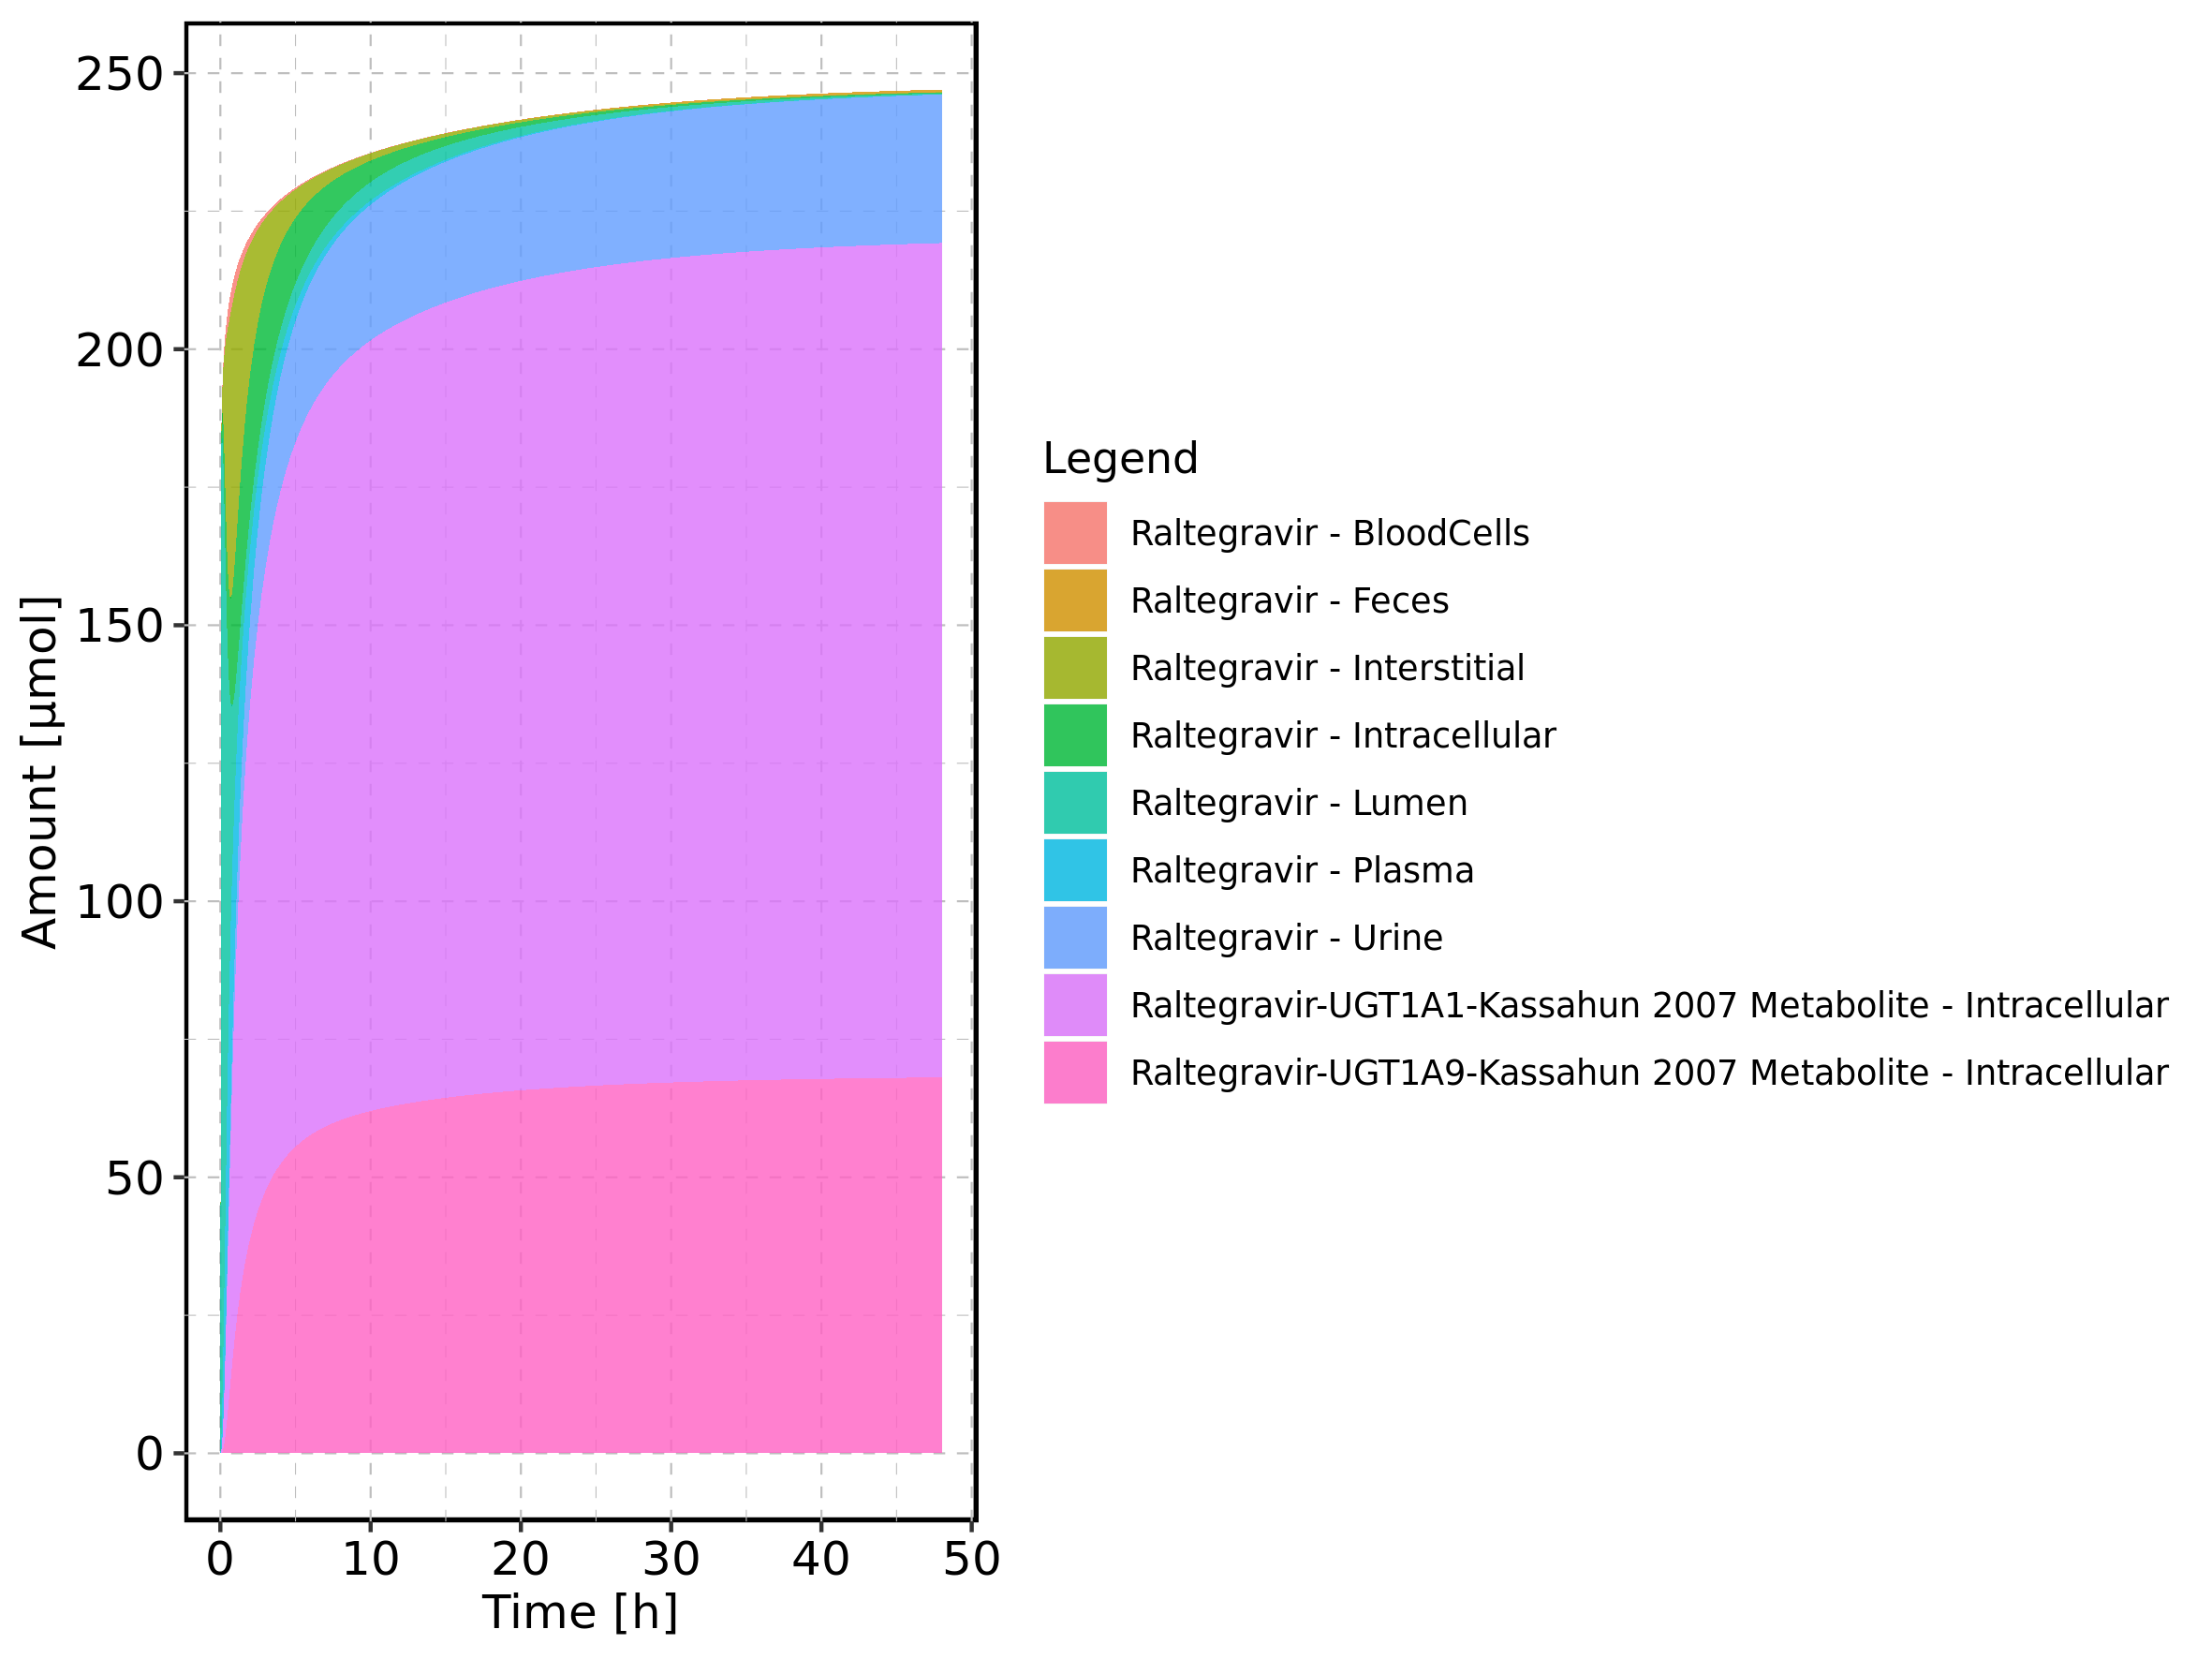 250
200
150
100
50
0
Amount [µmol]
0 10 20 30 40 50
Time [h]
Legend
Raltegravir - BloodCells
Raltegravir - Feces
Raltegravir - Interstitial
Raltegravir - Intracellular
Raltegravir - Lumen
Raltegravir - Plasma
Raltegravir - Urine
Raltegravir-UGT1A1-Kassahun 2007 Metabolite - Intracellular
Raltegravir-UGT1A9-Kassahun 2007 Metabolite - Intracellular